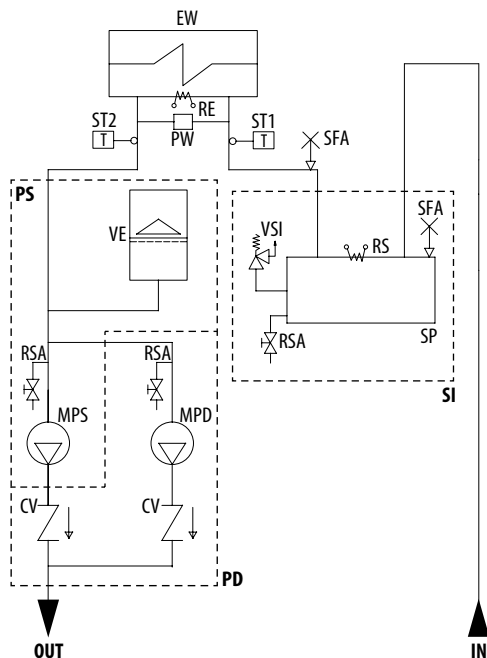 EW
RE
ST2
T
PW
ST1
T
SFA
PS
VE
SFA
VSI
RS
RSA
SP
SI
RSA
RSA
MPS
MPD
CV
CV
PD
OUT
IN